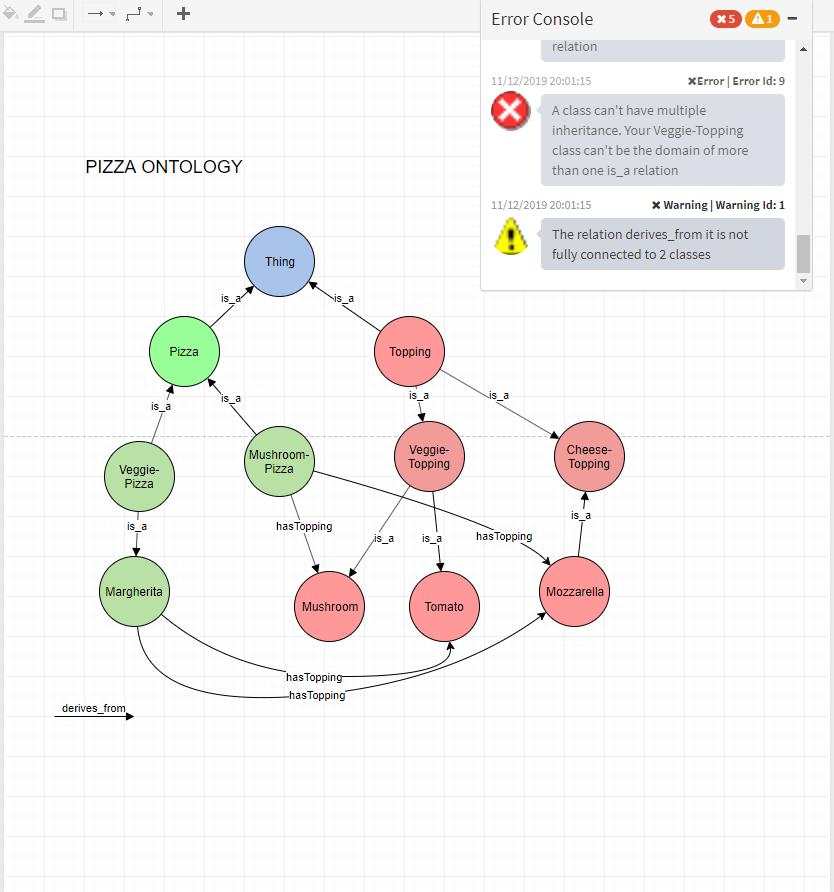 Error Console
5
1
relation
11/12/2019 20:01:15
Error | Error Id: 9
A class can't have multiple
inheritance. Your Veggie-Topping
class can't be the domain of more
than one is_a relation
11/12/2019 20:01:15
Warning | Warning Id: 1
The relation derives_from it is not
fully connected to 2 classes
PIZZA ONTOLOGY
Thing
is_a
is_a
Pizza
Topping
is_a
is_a
is_a
is_a
Veggie-
Pizza
Mushroom-
Pizza
Veggie-
Topping
Cheese-
Topping
is_a
hasTopping
is_a
is_a
hasTopping
is_a
Margherita
Mushroom
Tomato
Mozzarella
hasTopping
hasTopping
derives_from